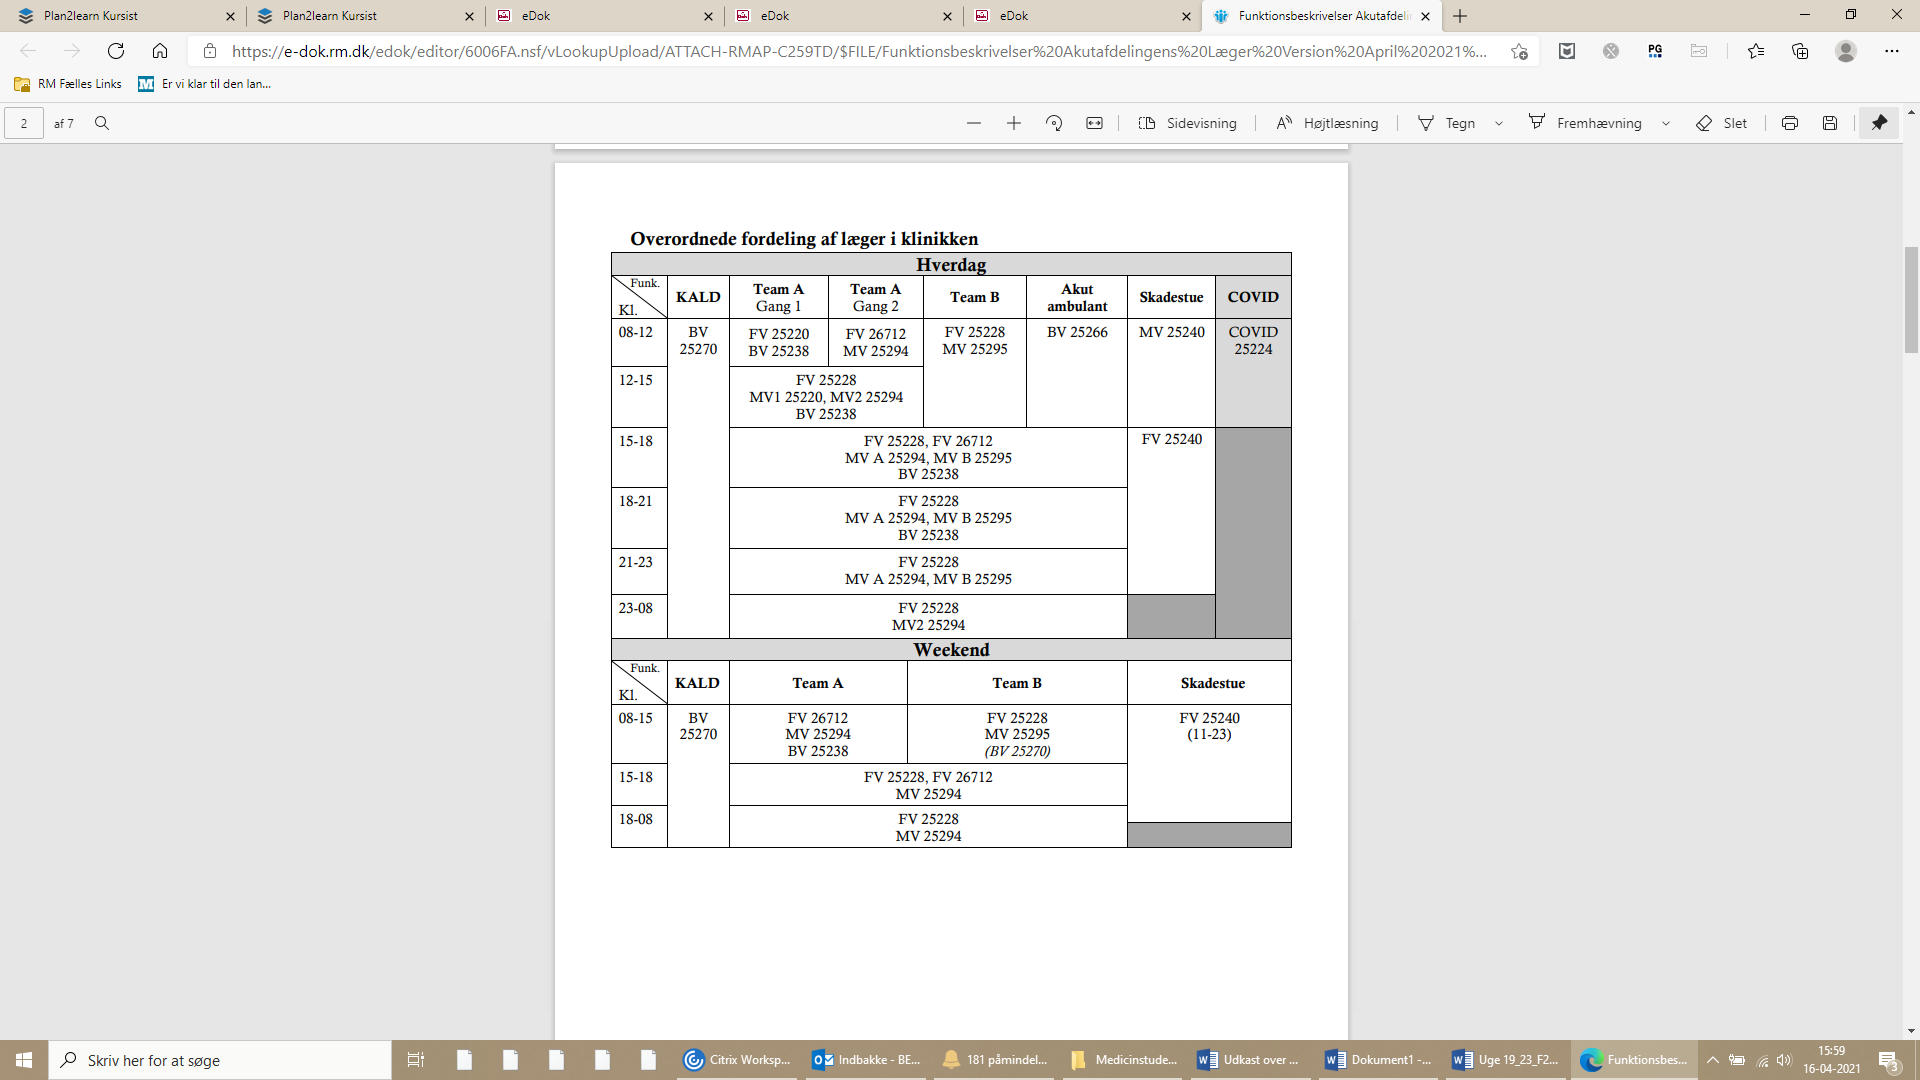 Plan2learn Kursist
Plan2learn Kursist
eDok
eDok
eDok
Funktionsbeskrivelser Akutafdelin
https://e-dok.rm.dk/edok/editor/6006FA.nsf/vLookupUpload/ATTACH-RMAP-C259TD/$FILE/Funktionsbeskrivelser%20Akutafdelingens%20Læger%20Version%20April%202021%...
PG
RM Fælles Links
M Er vi klar til den lan...
2 af 7
Sidevisning
Højtlæsning
Tegn
Fremhævning
Slet
Overordnede fordeling af læger i klinikken
Hverdag
Funk.
Kl.
KALD
Team A
Gang 1
Team A
Gang 2
Team B
Akut
ambulant
Skadestue
COVID
08-12
BV
25270
FV 25220
BV 25238
FV 26712
MV 25294
FV 25228
MV 25295
BV 25266
MV 25240
COVID
25224
12-15
FV 25228
MV1 25220, MV2 25294
BV 25238
15-18
FV 25228, FV 26712
MV A 25294, MV B 25295
BV 25238
FV 25240
18-21
FV 25228
MV A 25294, MV B 25295
BV 25238
21-23
FV 25228
MV A 25294, MV B 25295
23-08
FV 25228
MV2 25294
Weekend
Funk.
Kl.
KALD
Team A
Team B
Skadestue
08-15
BV
25270
FV 26712
MV 25294
BV 25238
FV 25228
MV 25295
(BV 25270)
FV 25240
(11-23)
15-18
FV 25228, FV 26712
MV 25294
18-08
FV 25228
MV 25294
Skriv her for at søge
Citrix Worksp...
Indbakke - BE...
181 påmindel...
Medicinstude...
Udkast over ...
Dokument1 -...
Uge 19_23_F2...
Funktionsbes...
15:59
16-04-2021
3